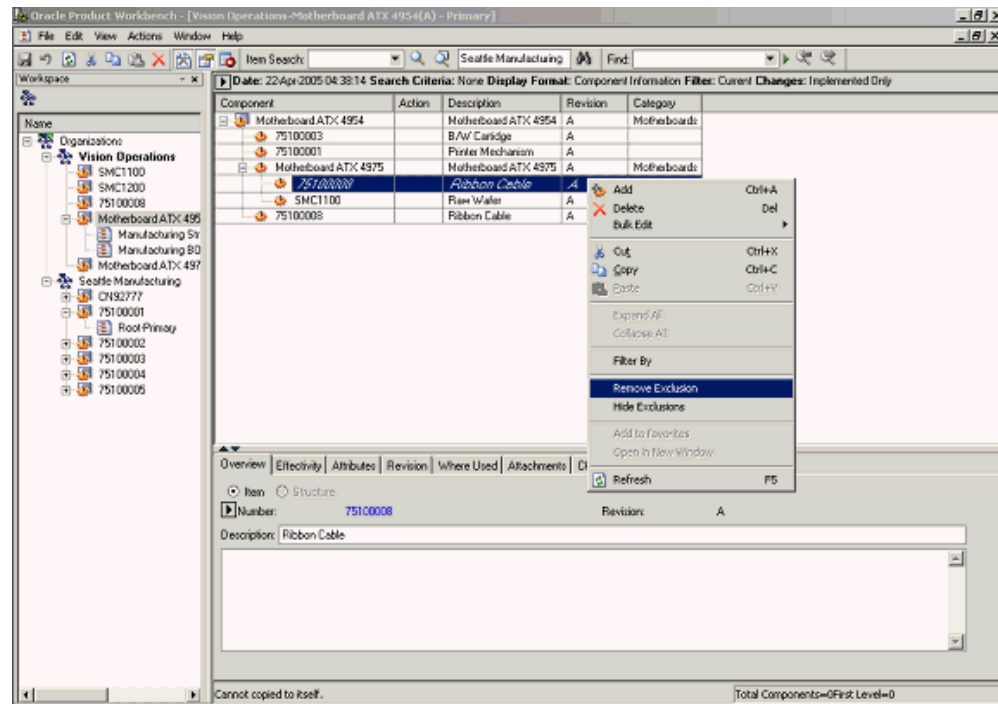 Oracle Product Workbench - [Vision Operations-Motherboard ATX 4954(A) - Primary]
File Edit View Actions Window Help
Item Search: Seattle Manufacturing Find:
Workspace
Date: 22-Apr-2005 04:38:14 Search Criteria: None Display Format: Component Information Filter: Current Changes: Implemented Only
Component Action Description Revision Category
Motherboard ATX 4954 Motherboard ATX 4954 A Motherboards
75100003 B/W Cartidge A
75100001 Printer Mechanism A
Motherboard ATX 4975 Motherboard ATX 4975 A Motherboards
75100008 Ribbon Cable A
SMC1100 Raw Wafer A
75100008 Ribbon Cable A
Name
Organizations
Vision Operations
SMC1100
SMC1200
75100008
Motherboard ATX 495
Manufacturing Str
Manufacturing BO
Motherboard ATX 497
Seattle Manufacturing
CN92777
75100001
Root-Primary
75100002
75100003
75100004
75100005
Add Ctrl+A
Delete Del
Bulk Edit
Cut Ctrl+X
Copy Ctrl+C
Paste Ctrl+V
Expand All
Collapse All
Filter By
Remove Exclusion
Hide Exclusions
Add to favorites
Open in New Window
Refresh F5
Overview Effectivity Attributes Revision Where Used Attachments
Item Structure
Number: 75100008 Revision: A
Description: Ribbon Cable
Cannot copied to itself. Total Components=0First Level=0